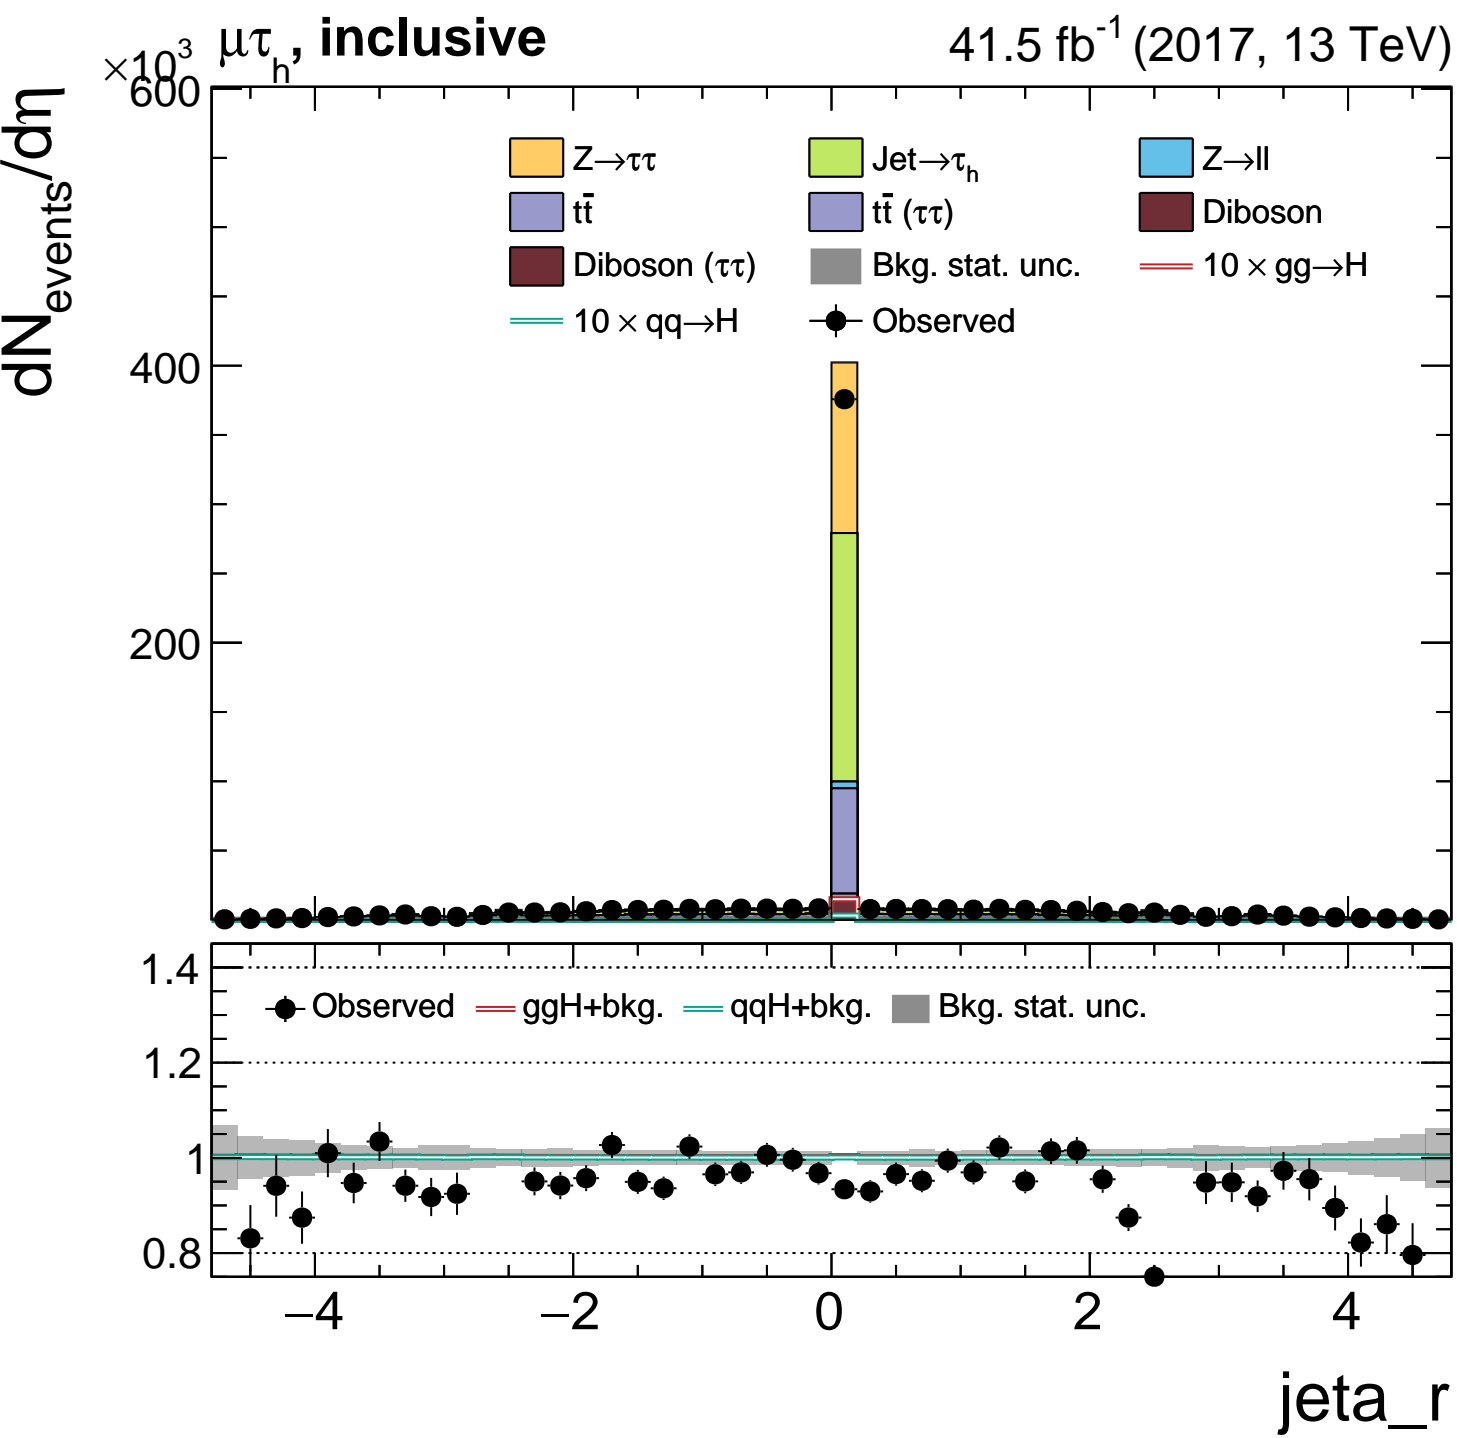 ×10³ μτₕ, inclusive 41.5 fb⁻¹ (2017, 13 TeV)
dN_events/dη
600
400
200
Z→ττ Jet→τₕ Z→ll
tt̄ tt̄ (ττ) Diboson
Diboson (ττ) Bkg. stat. unc. 10 × gg→H
10 × qq→H Observed
1.4
1.2
1
0.8
Observed ggH+bkg. qqH+bkg. Bkg. stat. unc.
−4 −2 0 2 4
jeta_r